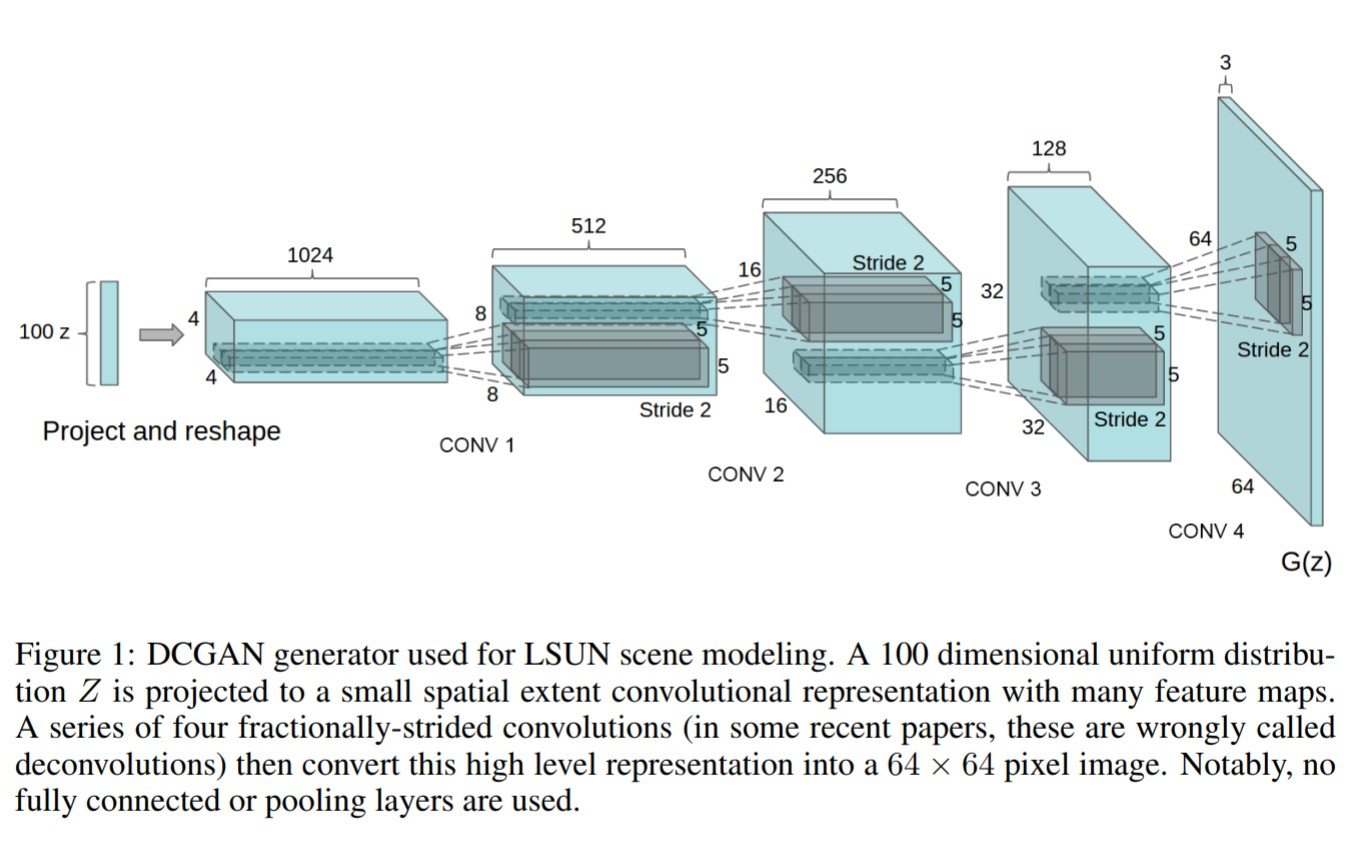 3
128
256
512
1024
100 z
4
4
8
8
5
5
Stride 2
16
16
Stride 2
5
5
32
32
5
5
Stride 2
64
64
5
5
Stride 2
Project and reshape
CONV 1
CONV 2
CONV 3
CONV 4
G(z)
Figure 1: DCGAN generator used for LSUN scene modeling. A 100 dimensional uniform distribu-
tion Z is projected to a small spatial extent convolutional representation with many feature maps.
A series of four fractionally-strided convolutions (in some recent papers, these are wrongly called
deconvolutions) then convert this high level representation into a 64 × 64 pixel image. Notably, no
fully connected or pooling layers are used.